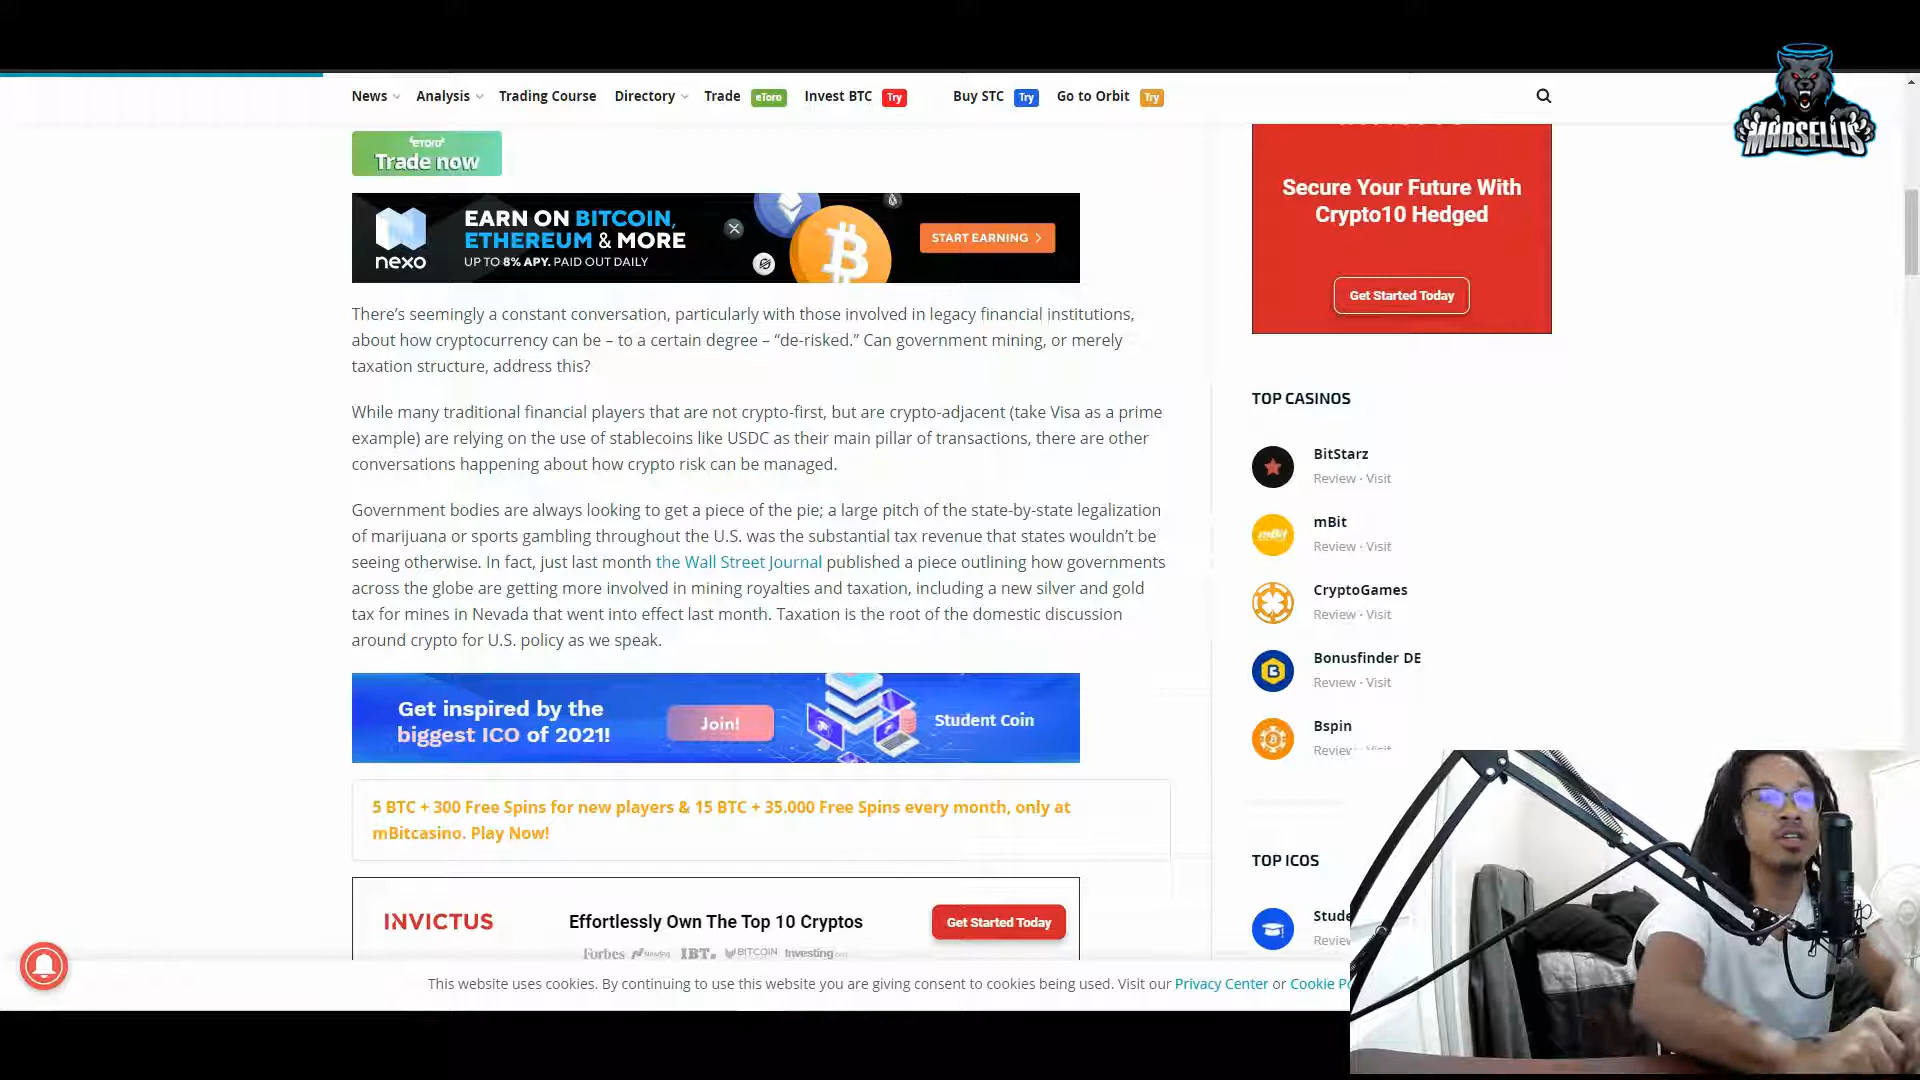 News
Analysis
Trading Course
Directory
Trade eToro
Invest BTC Try
Buy STC Try
Go to Orbit Try
MARSELLIS
eToro
Trade now
nexo
EARN ON BITCOIN,
ETHEREUM & MORE
UP TO 8% APY. PAID OUT DAILY
START EARNING
There’s seemingly a constant conversation, particularly with those involved in legacy financial institutions,
about how cryptocurrency can be – to a certain degree – “de-risked.” Can government mining, or merely
taxation structure, address this?
While many traditional financial players that are not crypto-first, but are crypto-adjacent (take Visa as a prime
example) are relying on the use of stablecoins like USDC as their main pillar of transactions, there are other
conversations happening about how crypto risk can be managed.
Government bodies are always looking to get a piece of the pie; a large pitch of the state-by-state legalization
of marijuana or sports gambling throughout the U.S. was the substantial tax revenue that states wouldn’t be
seeing otherwise. In fact, just last month the Wall Street Journal published a piece outlining how governments
across the globe are getting more involved in mining royalties and taxation, including a new silver and gold
tax for mines in Nevada that went into effect last month. Taxation is the root of the domestic discussion
around crypto for U.S. policy as we speak.
Get inspired by the
biggest ICO of 2021!
Join!
Student Coin
5 BTC + 300 Free Spins for new players & 15 BTC + 35.000 Free Spins every month, only at
mBitcasino. Play Now!
INVICTUS
Effortlessly Own The Top 10 Cryptos
Get Started Today
Forbes Nasdaq IBT. BITCOIN Investing
Secure Your Future With
Crypto10 Hedged
Get Started Today
TOP CASINOS
BitStarz
Review · Visit
mBit
mBit
Review · Visit
CryptoGames
Review · Visit
Bonusfinder DE
Review · Visit
Bspin
Review Visit
TOP ICOS
Stude
Review
This website uses cookies. By continuing to use this website you are giving consent to cookies being used. Visit our Privacy Center or Cookie